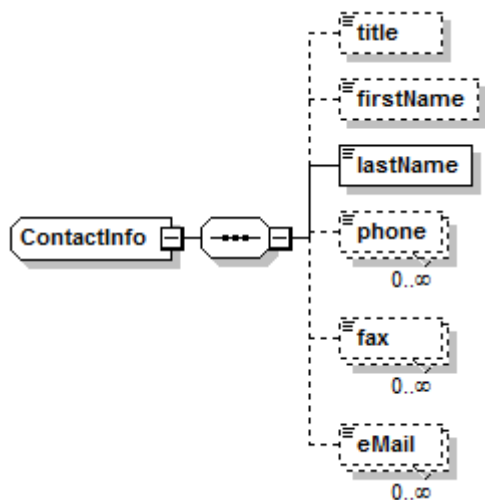 title
firstName
lastName
ContactInfo
phone
0..∞
fax
0..∞
eMail
0..∞